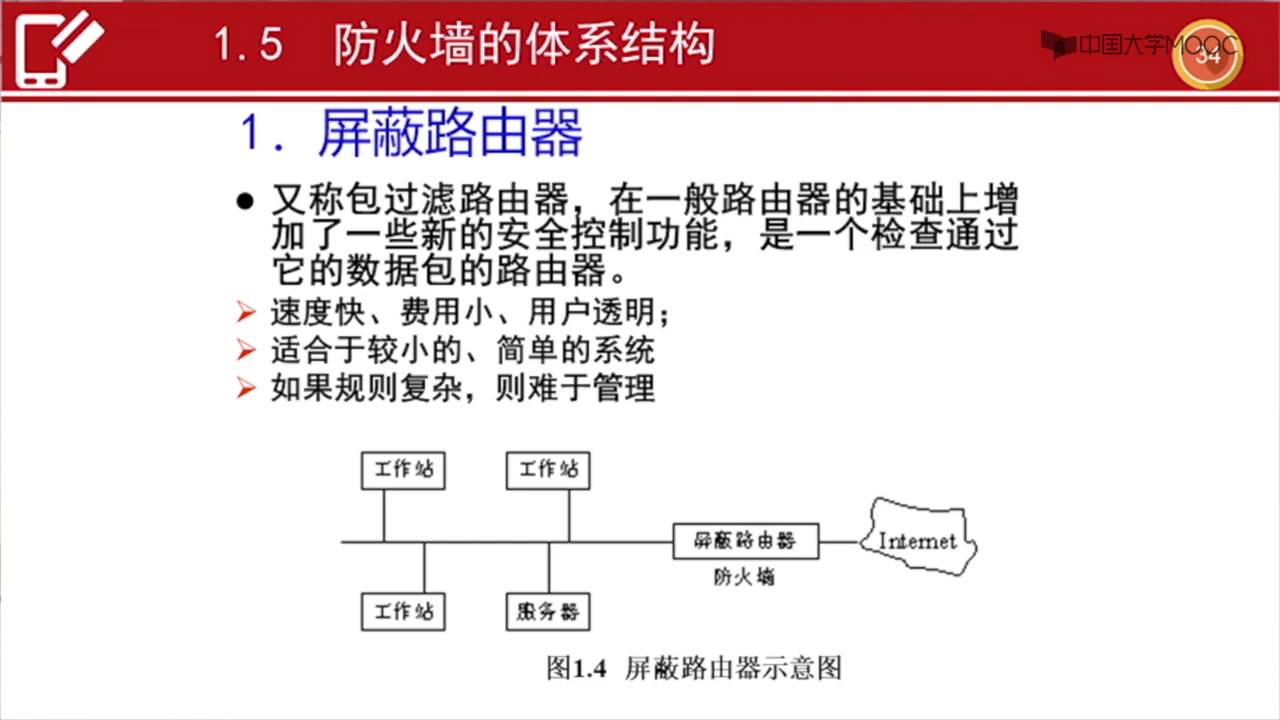 1.5 防火墙的体系结构
中国大学MOOC
34
1. 屏蔽路由器
● 又称包过滤路由器，在一般路由器的基础上增
加了一些新的安全控制功能，是一个检查通过
它的数据包的路由器。
➢ 速度快、费用小、用户透明；
➢ 适合于较小的、简单的系统
➢ 如果规则复杂，则难于管理
工作站 工作站
屏蔽路由器 Internet
防火墙
工作站 服务器
图1.4 屏蔽路由器示意图